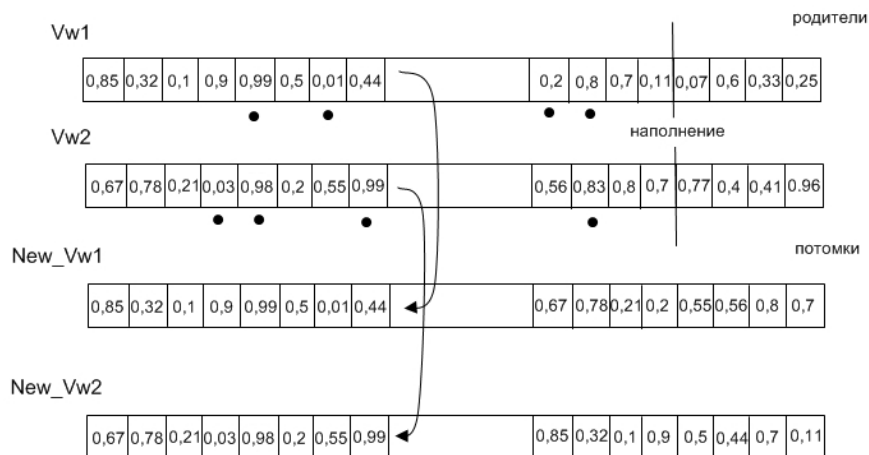 родители
Vw1
0,85 0,32 0,1 0,9 0,99 0,5 0,01 0,44 0,2 0,8 0,7 0,11 0,07 0,6 0,33 0,25
наполнение
Vw2
0,67 0,78 0,21 0,03 0,98 0,2 0,55 0,99 0,56 0,83 0,8 0,7 0,77 0,4 0,41 0.96
потомки
New_Vw1
0,85 0,32 0,1 0,9 0,99 0,5 0,01 0,44 0,67 0,78 0,21 0,2 0,55 0,56 0,8 0,7
New_Vw2
0,67 0,78 0,21 0,03 0,98 0,2 0,55 0,99 0,85 0,32 0,1 0,9 0,5 0,44 0,7 0,11